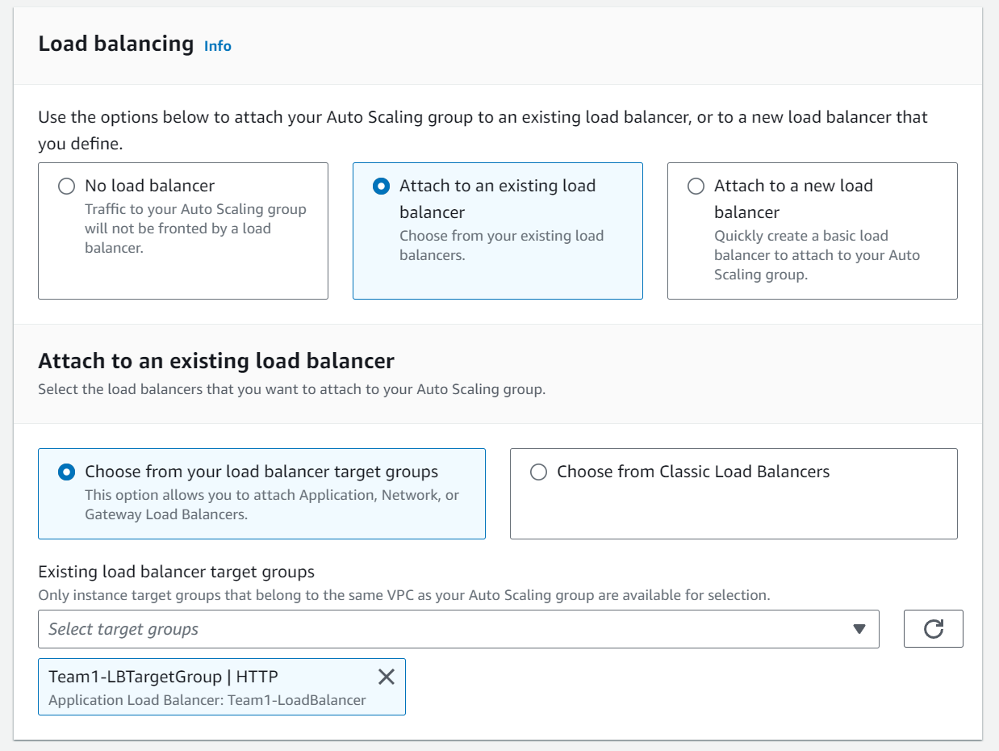 Load balancing Info
Use the options below to attach your Auto Scaling group to an existing load balancer, or to a new load balancer that
you define.
No load balancer
Traffic to your Auto Scaling group
will not be fronted by a load
balancer.
Attach to an existing load
balancer
Choose from your existing load
balancers.
Attach to a new load
balancer
Quickly create a basic load
balancer to attach to your Auto
Scaling group.
Attach to an existing load balancer
Select the load balancers that you want to attach to your Auto Scaling group.
Choose from your load balancer target groups
This option allows you to attach Application, Network, or
Gateway Load Balancers.
Choose from Classic Load Balancers
Existing load balancer target groups
Only instance target groups that belong to the same VPC as your Auto Scaling group are available for selection.
Select target groups
Team1-LBTargetGroup | HTTP
Application Load Balancer: Team1-LoadBalancer